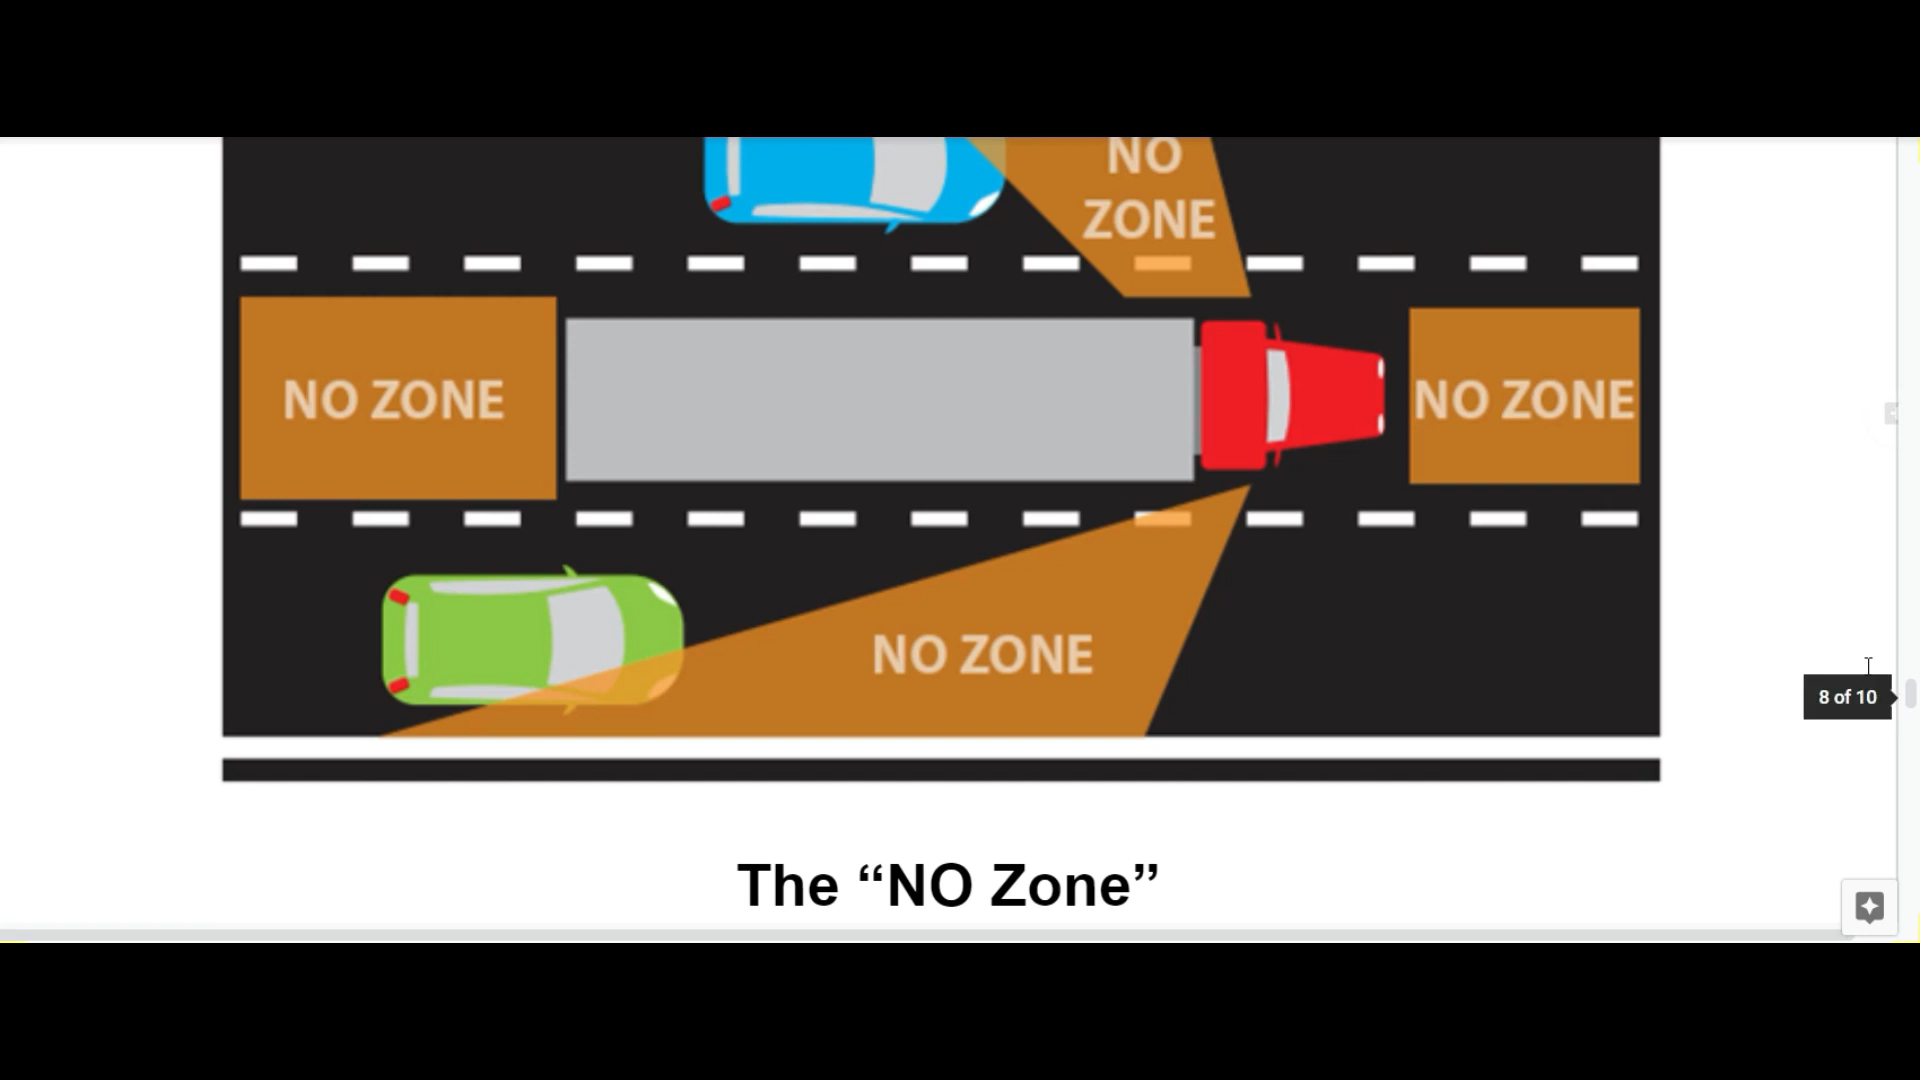 NO
ZONE
NO ZONE
NO ZONE
NO ZONE
8 of 10
The “NO Zone”